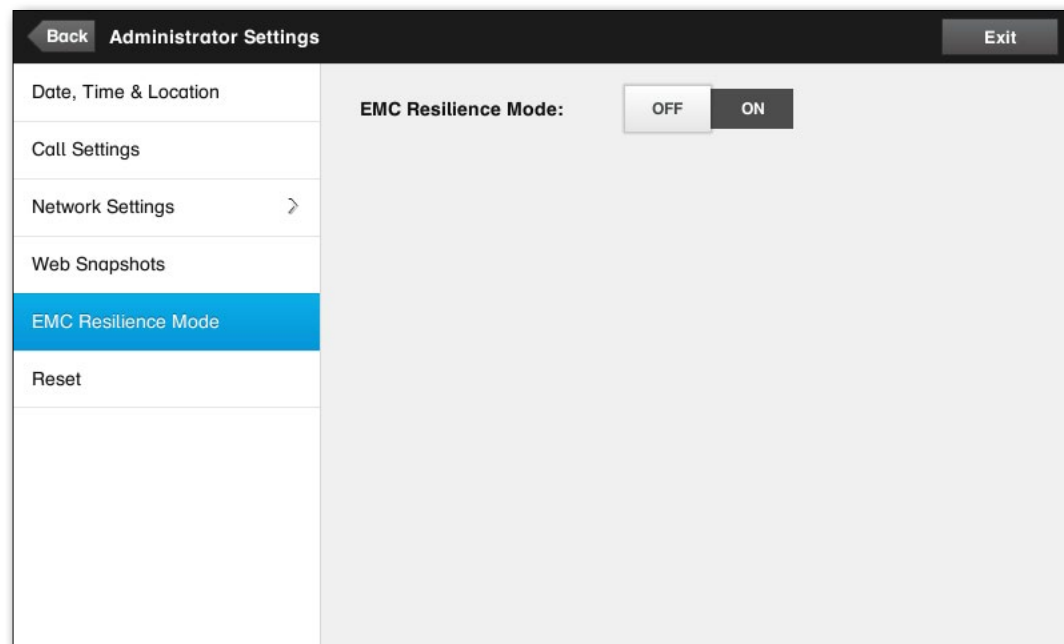 Back Administrator Settings Exit
Date, Time & Location
EMC Resilience Mode: OFF ON
Call Settings
Network Settings
Web Snapshots
EMC Resilience Mode
Reset